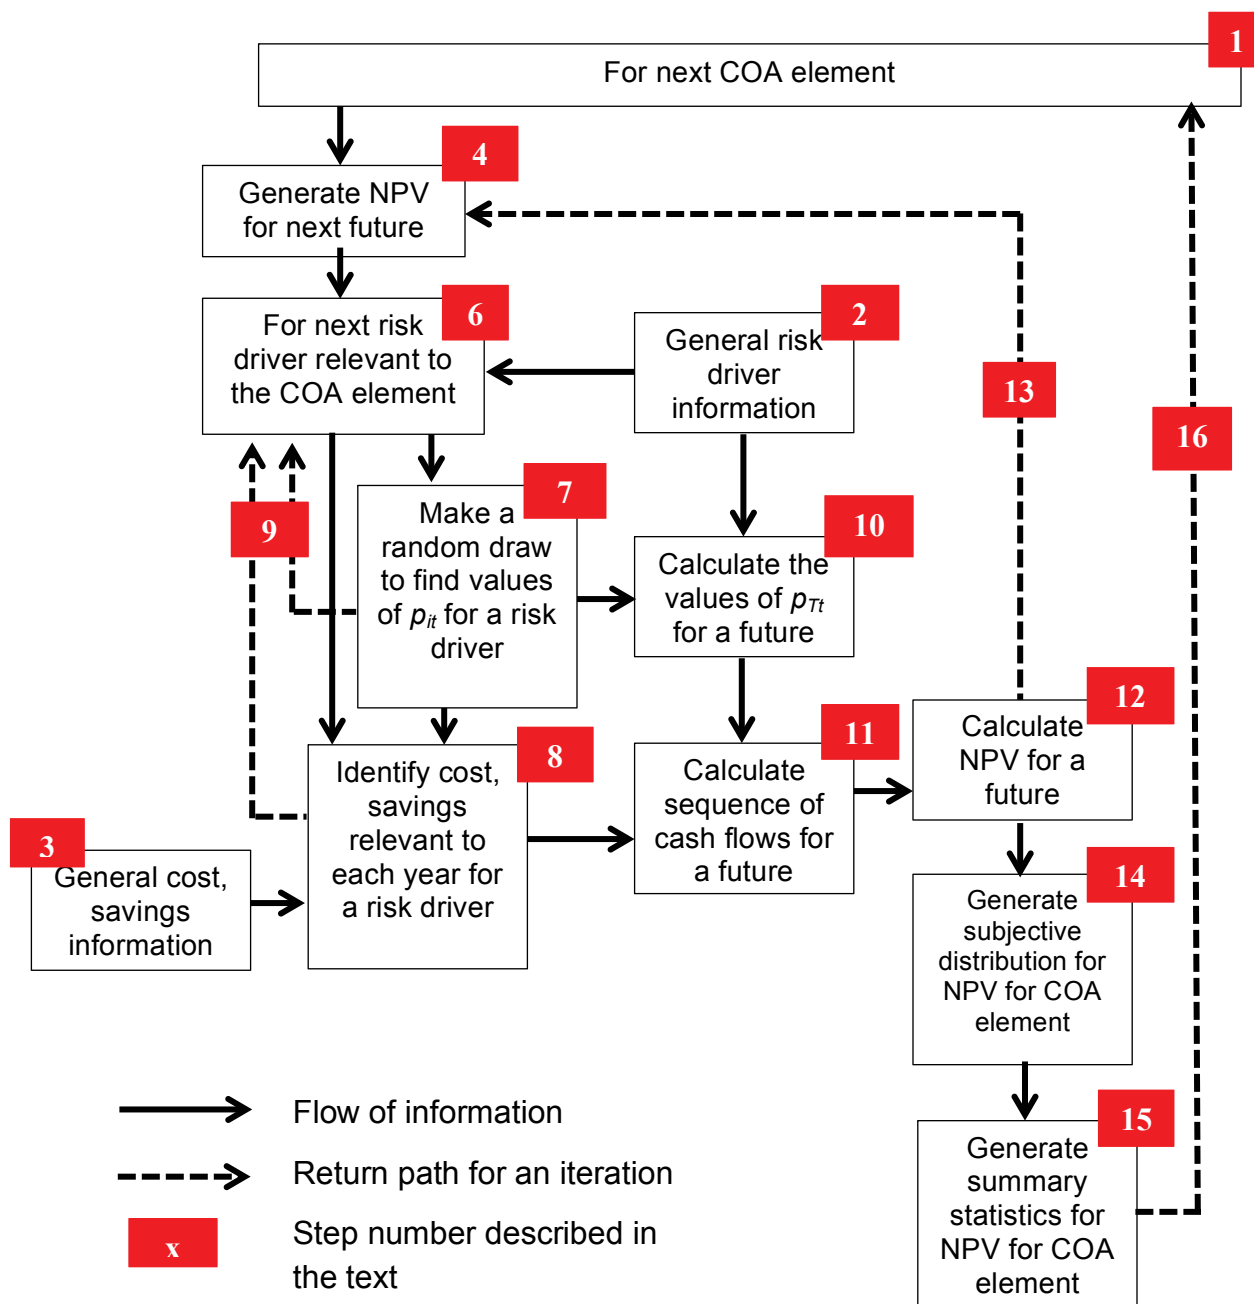 1
For next COA element
4
Generate NPV
for next future
6
For next risk
driver relevant to
the COA element
2
General risk
driver
information
13
16
9
7
Make a
random draw
to find values
of pit for a risk
driver
10
Calculate the
values of pTt
for a future
3
General cost,
savings
information
8
Identify cost,
savings
relevant to
each year for
a risk driver
11
Calculate
sequence of
cash flows for
a future
12
Calculate
NPV for a
future
14
Generate
subjective
distribution for
NPV for COA
element
15
Generate
summary
statistics for
NPV for COA
element
Flow of information
Return path for an iteration
x
Step number described in
the text